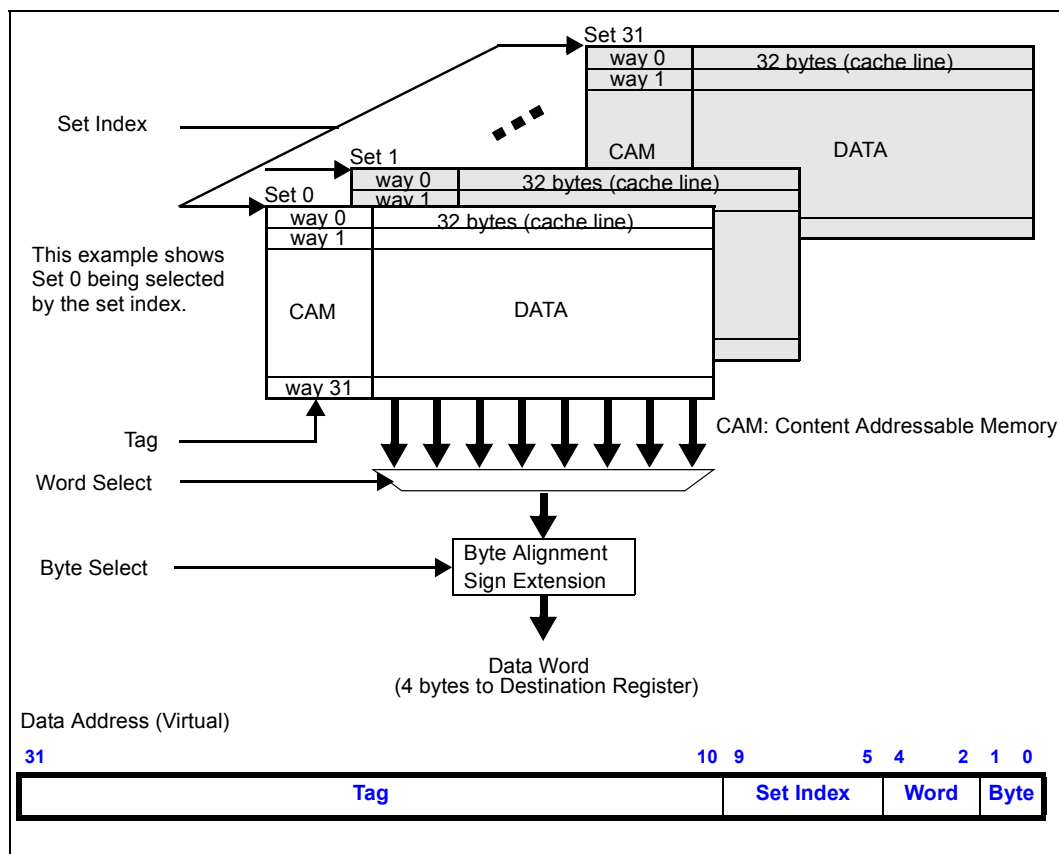 Set 31
way 0
32 bytes (cache line)
way 1
Set Index
CAM
DATA
Set 1
way 0
32 bytes (cache line)
way 1
Set 0
way 0
32 bytes (cache line)
way 1
This example shows
Set 0 being selected
by the set index.
CAM
DATA
way 31
CAM: Content Addressable Memory
Tag
Word Select
Byte Select
Byte Alignment
Sign Extension
Data Word
(4 bytes to Destination Register)
Data Address (Virtual)
31 10 9 5 4 2 1 0
Tag Set Index Word Byte